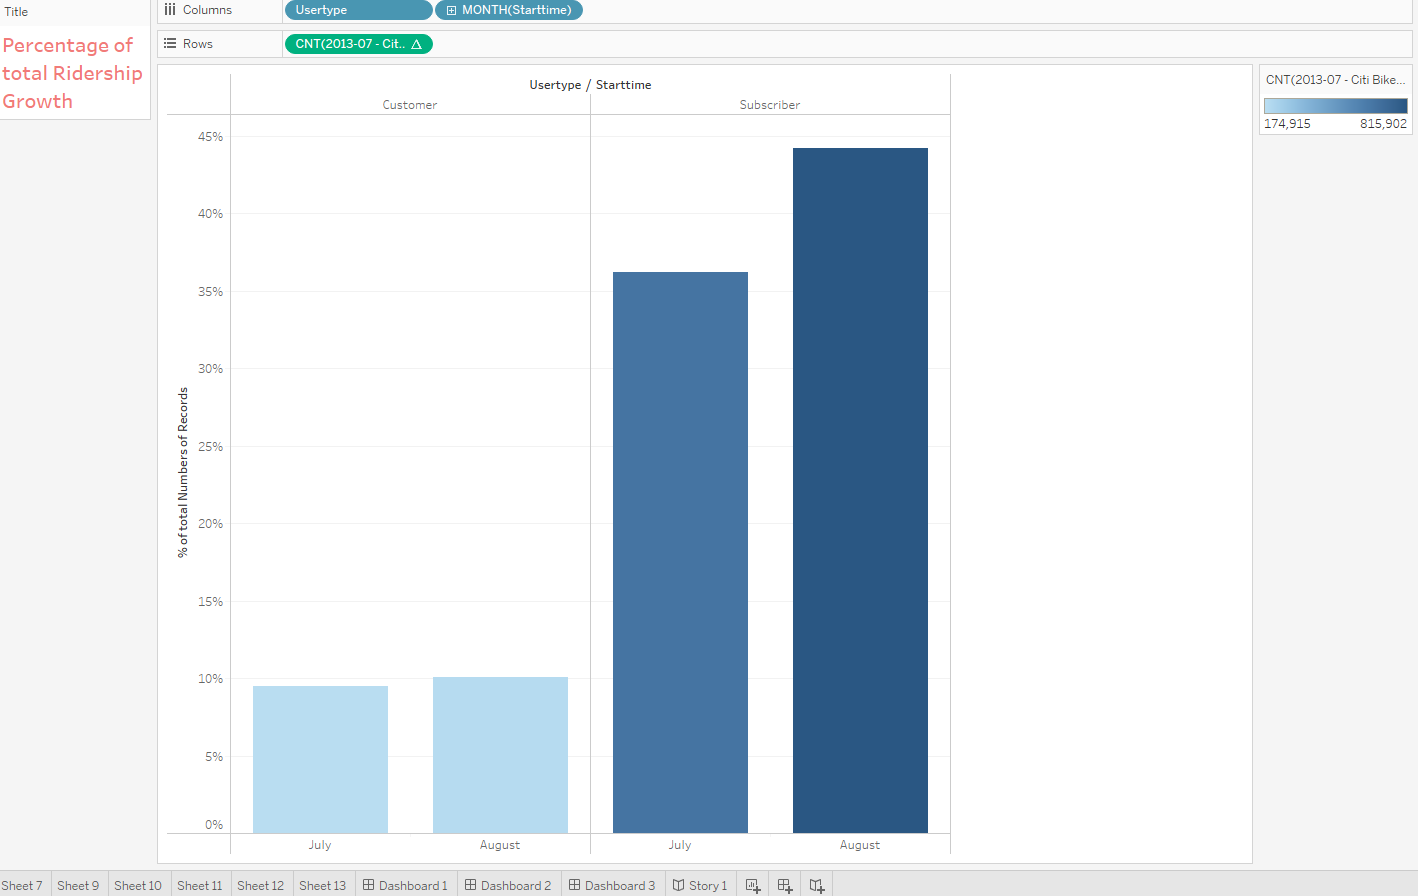 Title
Percentage of
total Ridership
Growth
Columns
Usertype
MONTH(Starttime)
Rows
CNT(2013-07 - Cit..
Usertype / Starttime
Customer
Subscriber
45%
40%
35%
30%
25%
20%
15%
10%
5%
0%
% of total Numbers of Records
July
August
July
August
CNT(2013-07 - Citi Bike...
174,915
815,902
Sheet 7
Sheet 9
Sheet 10
Sheet 11
Sheet 12
Sheet 13
Dashboard 1
Dashboard 2
Dashboard 3
Story 1